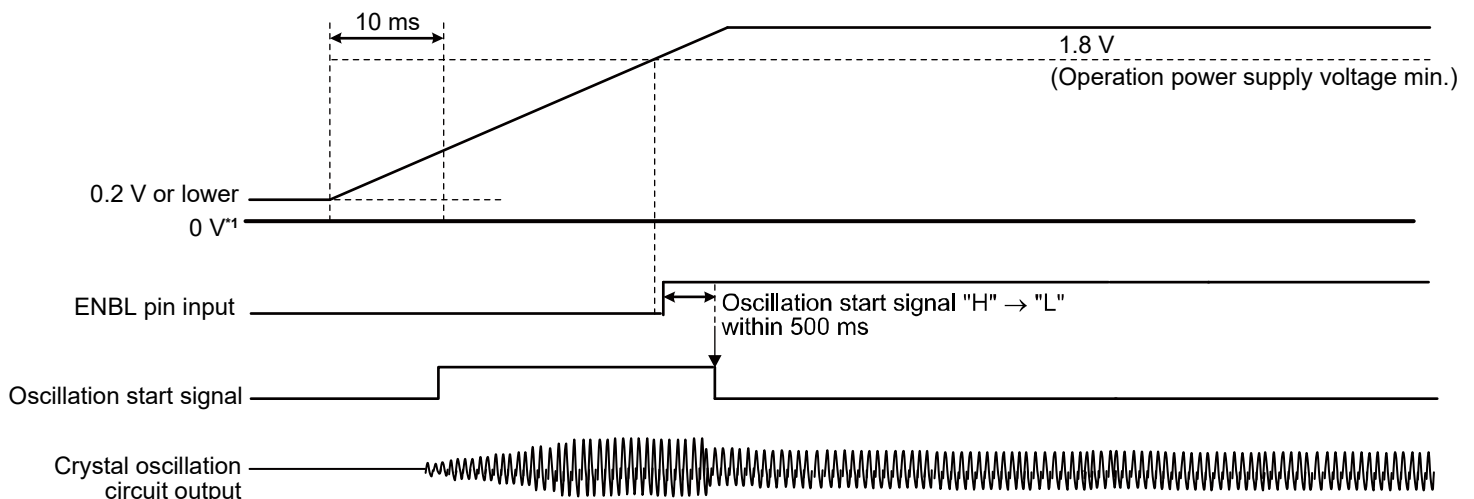 10 ms
1.8 V
(Operation power supply voltage min.)
0.2 V or lower
0 V*1
ENBL pin input
Oscillation start signal "H" → "L"
within 500 ms
Oscillation start signal
Crystal oscillation
circuit output